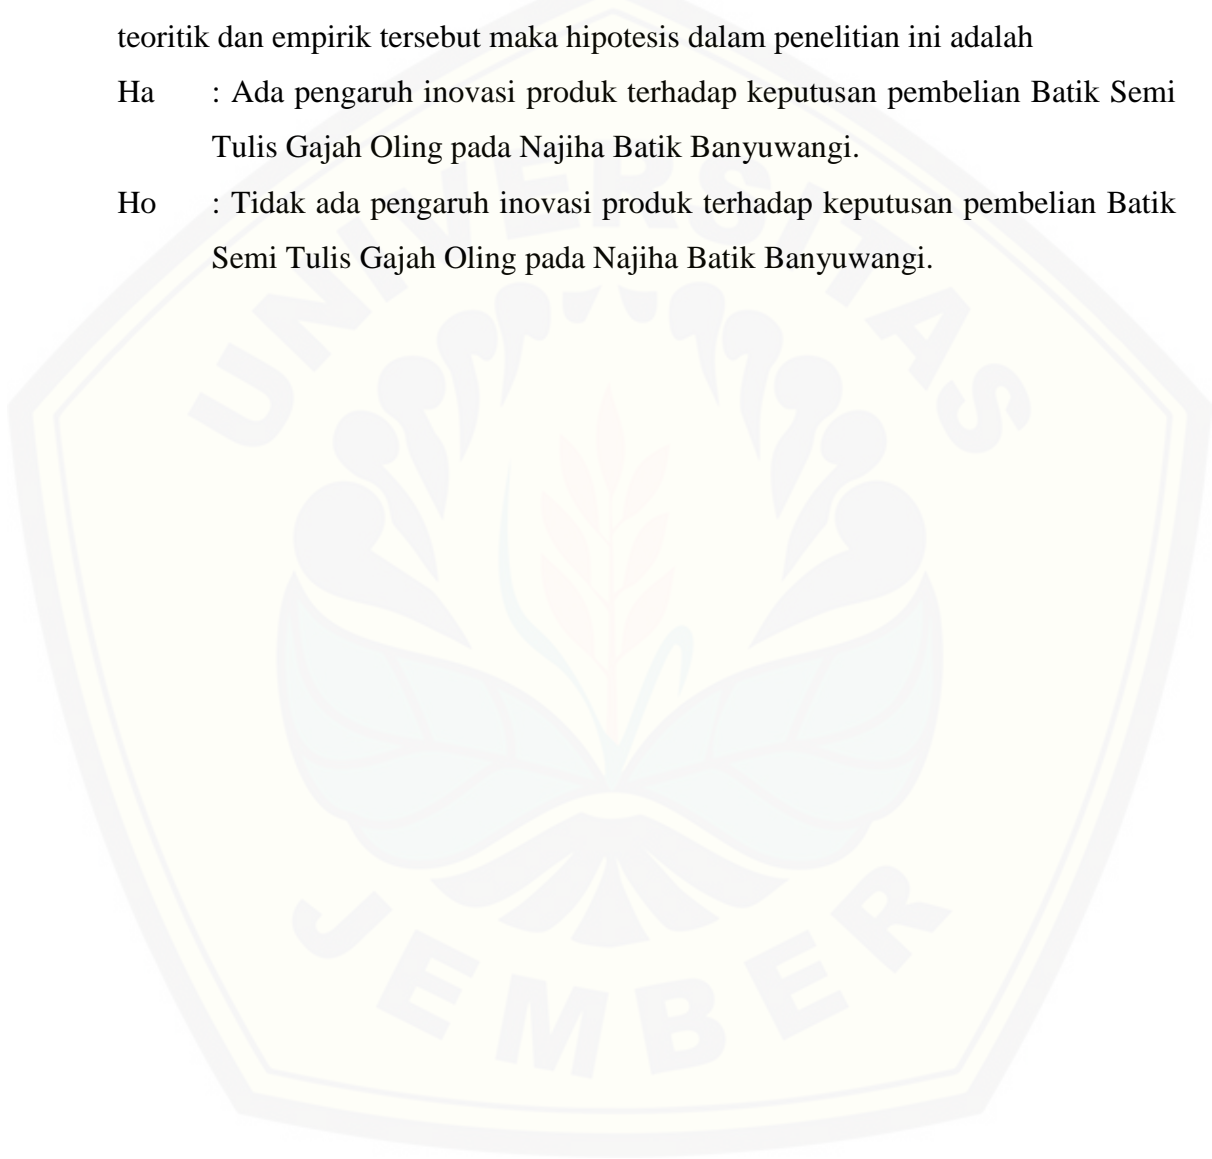 teoritik dan empirik tersebut maka hipotesis dalam penelitian ini adalah
Ha : Ada pengaruh inovasi produk terhadap keputusan pembelian Batik Semi
Tulis Gajah Oling pada Najiha Batik Banyuwangi.
Ho : Tidak ada pengaruh inovasi produk terhadap keputusan pembelian Batik
Semi Tulis Gajah Oling pada Najiha Batik Banyuwangi.
UNIVERSITAS
JEMBER